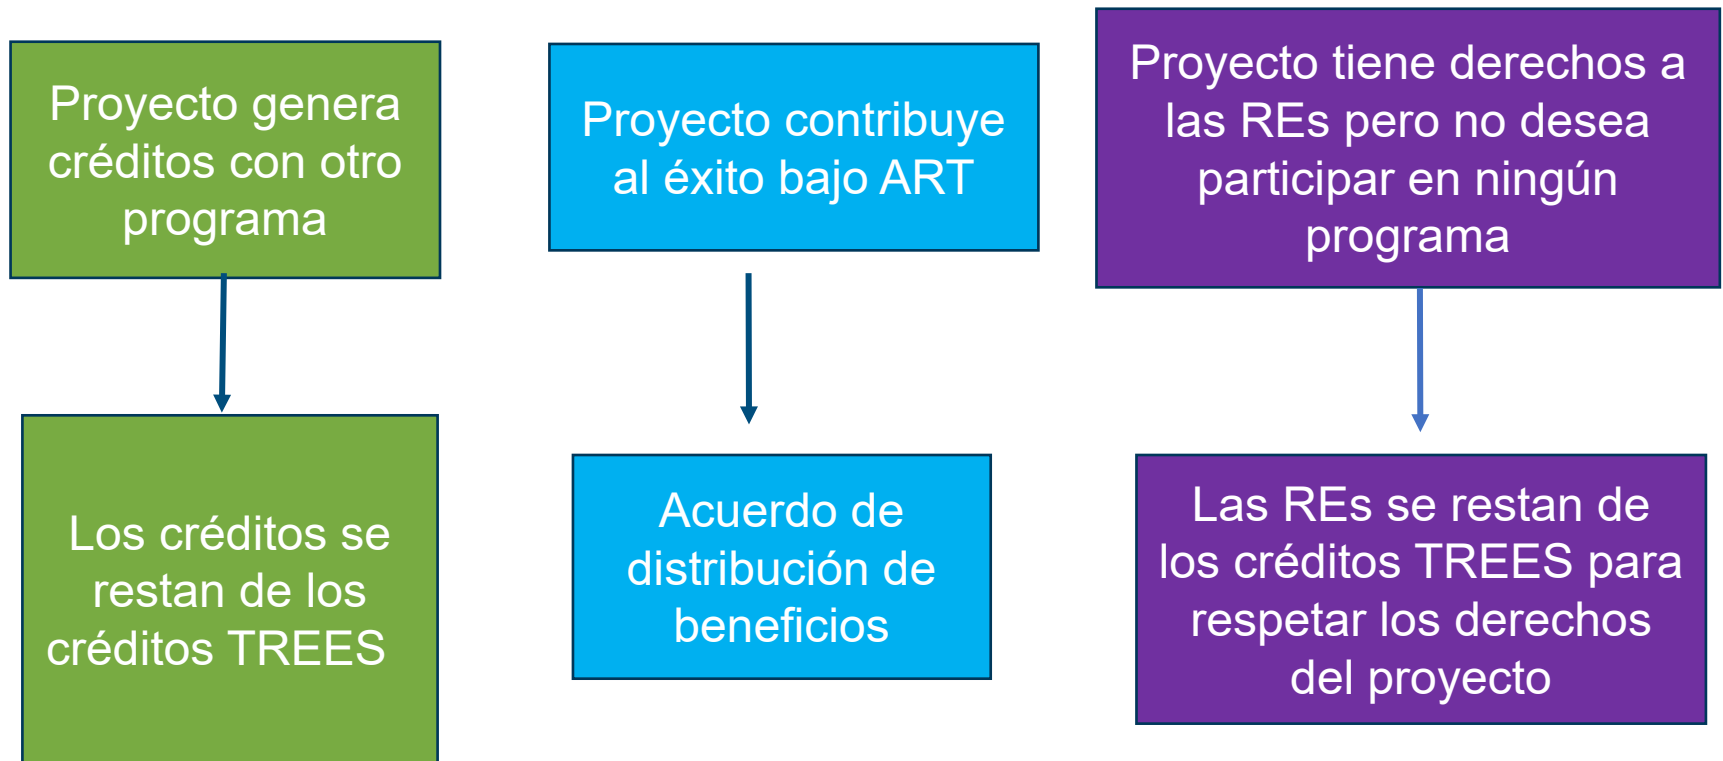 Proyecto genera
créditos con otro
programa
Los créditos se
restan de los
créditos TREES
Proyecto contribuye
al éxito bajo ART
Acuerdo de
distribución de
beneficios
Proyecto tiene derechos a
las REs pero no desea
participar en ningún
programa
Las REs se restan de
los créditos TREES para
respetar los derechos
del proyecto